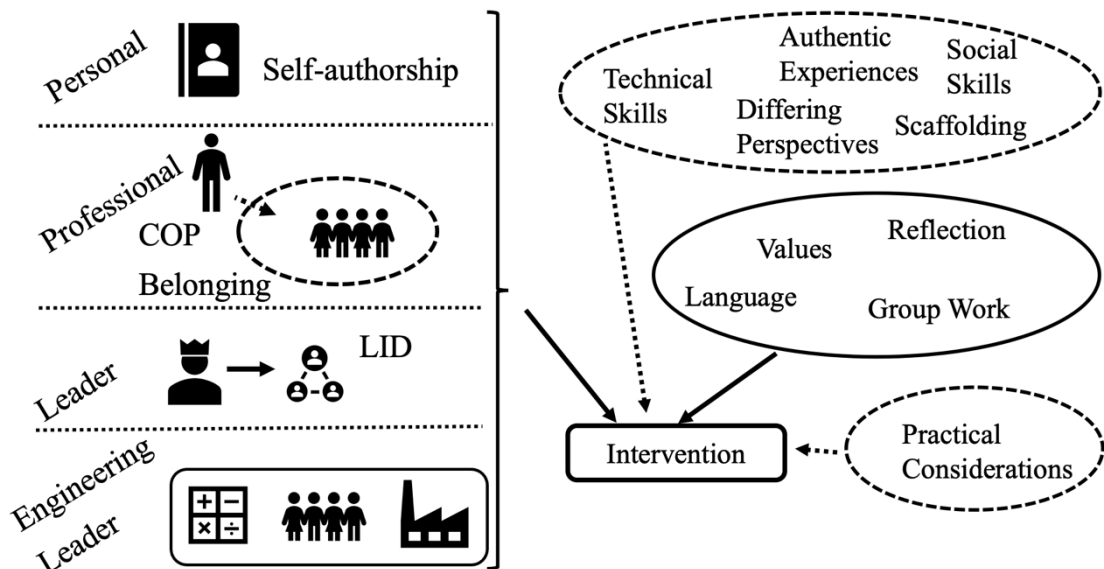 Personal
Self-authorship
Professional
COP
Belonging
Leader
LID
Engineering
Leader
+ −
× ÷
Technical
Skills
Authentic
Experiences
Social
Skills
Differing
Perspectives
Scaffolding
Values
Reflection
Language
Group Work
Intervention
Practical
Considerations